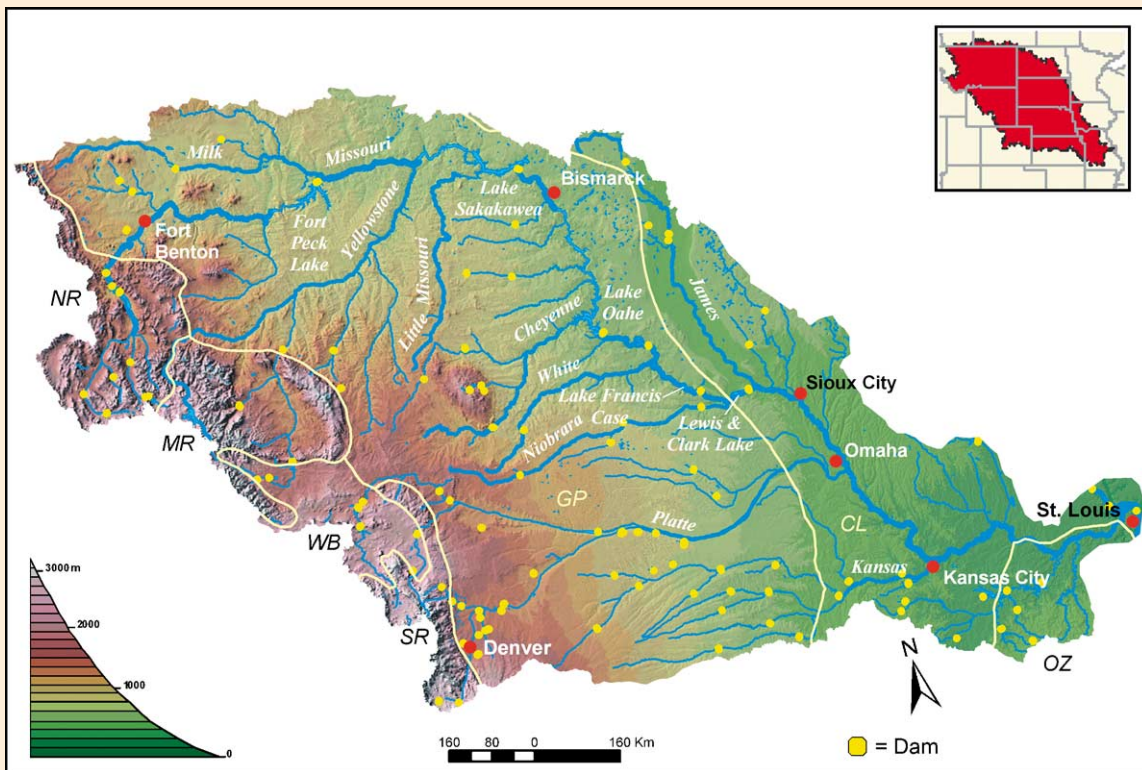 Milk
Missouri
Bismarck
Lake
Sakakawea
Fort
Benton
Fort
Peck
Lake
Yellowstone
Little Missouri
NR
James
Lake
Oahe
Cheyenne
White
Sioux City
Lake Francis
Case
Lewis &
Clark Lake
Niobrara
MR
Omaha
GP
St. Louis
Platte
CL
WB
Kansas
Kansas City
3000 m
2000
1000
0
SR
Denver
N
OZ
160 80 0 160 Km
= Dam